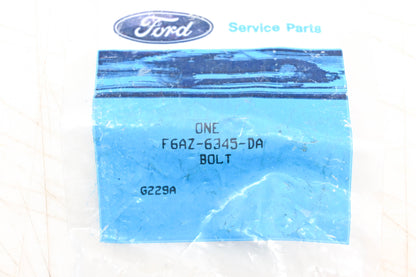 Ford Service Parts
ONE
F6AZ-6345-DA
BOLT
G229A